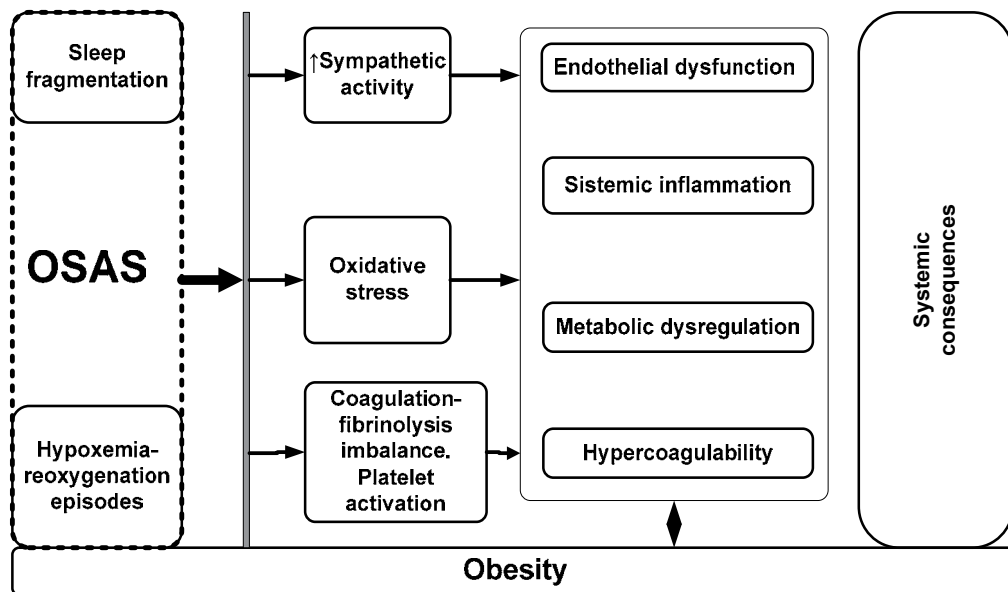 Sleep
fragmentation
OSAS
Hypoxemia-
reoxygenation
episodes
↑Sympathetic
activity
Oxidative
stress
Coagulation-
fibrinolysis
imbalance.
Platelet
activation
Endothelial dysfunction
Sistemic inflammation
Metabolic dysregulation
Hypercoagulability
Systemic
consequences
Obesity